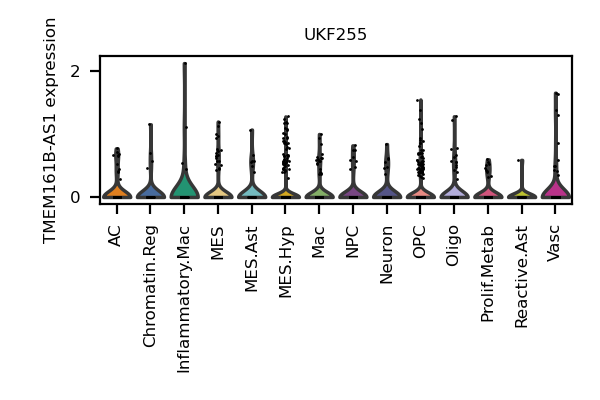 UKF255
TMEM161B-AS1 expression
2
0
AC
Chromatin.Reg
Inflammatory.Mac
MES
MES.Ast
MES.Hyp
Mac
NPC
Neuron
OPC
Oligo
Prolif.Metab
Reactive.Ast
Vasc